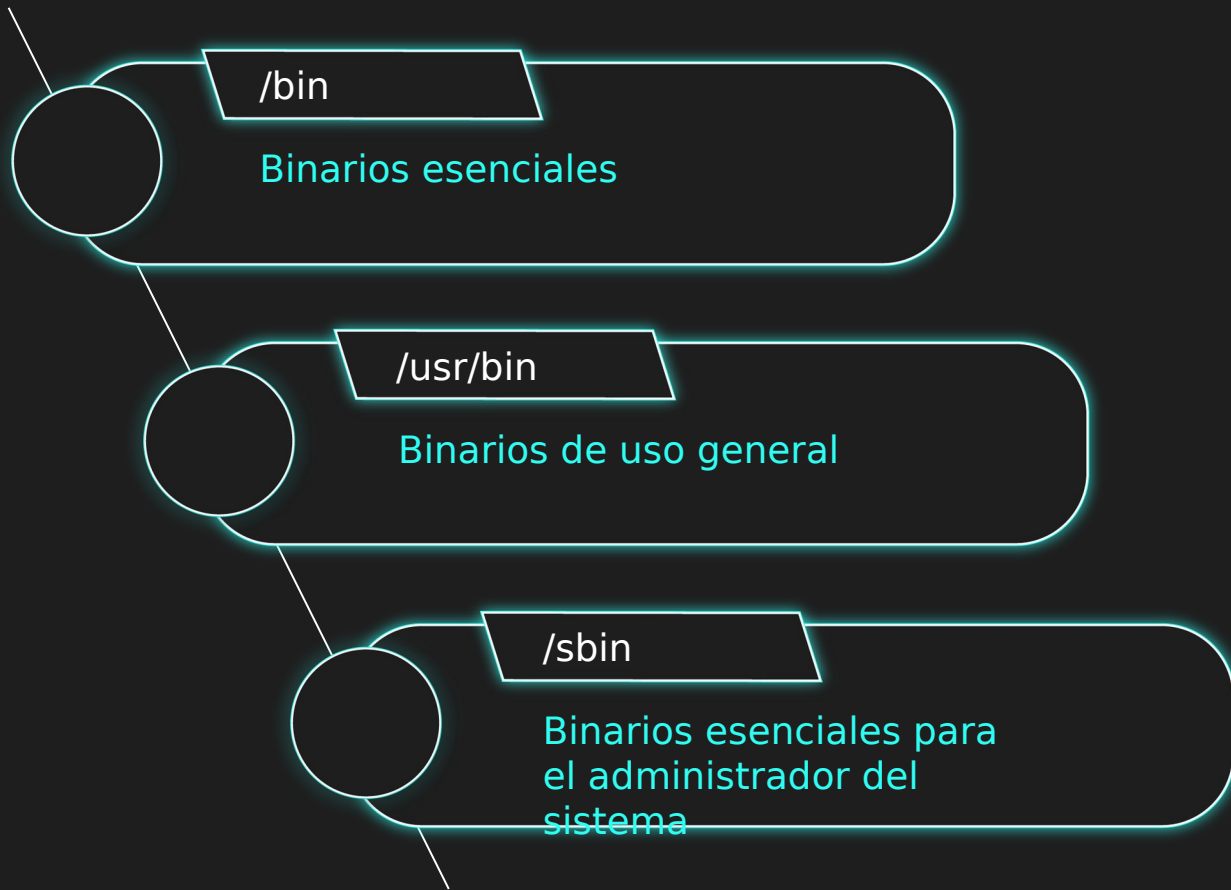 /bin
Binarios esenciales
/usr/bin
Binarios de uso general
/sbin
Binarios esenciales para
el administrador del
sistema